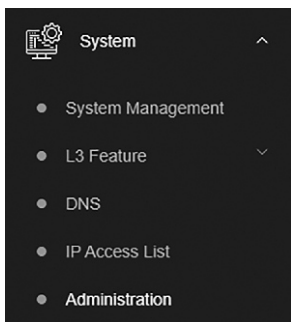 System
System Management
L3 Feature
DNS
IP Access List
Administration